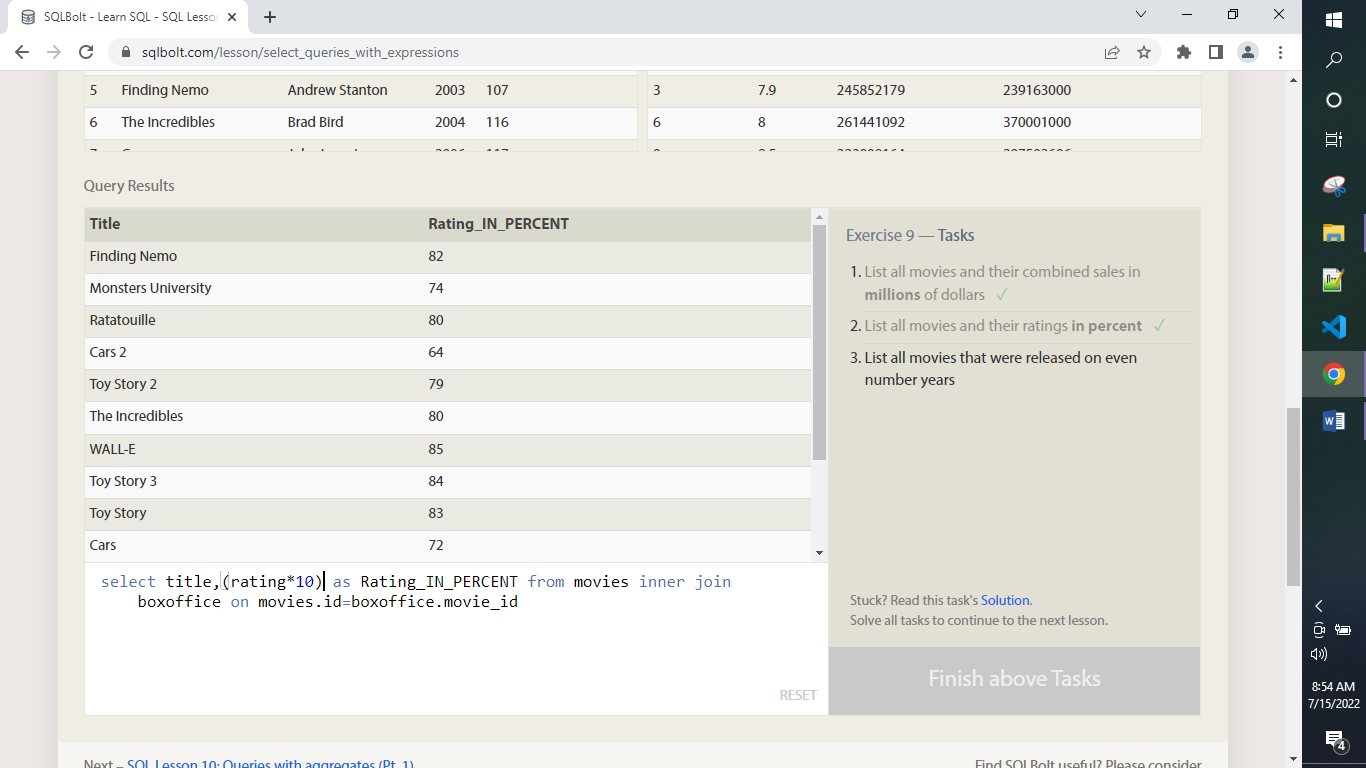 SQLBolt - Learn SQL - SQL Lesson
sqlbolt.com/lesson/select_queries_with_expressions
5 Finding Nemo Andrew Stanton 2003 107
3 7.9 245852179 239163000
6 The Incredibles Brad Bird 2004 116
6 8 261441092 370001000
Query Results
Title Rating_IN_PERCENT
Finding Nemo 82
Monsters University 74
Ratatouille 80
Cars 2 64
Toy Story 2 79
The Incredibles 80
WALL-E 85
Toy Story 3 84
Toy Story 83
Cars 72
Exercise 9 — Tasks
1. List all movies and their combined sales in
millions of dollars ✓
2. List all movies and their ratings in percent ✓
3. List all movies that were released on even
number years
select title,(rating*10) as Rating_IN_PERCENT from movies inner join
boxoffice on movies.id=boxoffice.movie_id
RESET
Stuck? Read this task's Solution.
Solve all tasks to continue to the next lesson.
Finish above Tasks
Next – SQL Lesson 10: Queries with aggregates (Pt. 1)
Find SQLBolt useful? Please consider
8:54 AM
7/15/2022
4